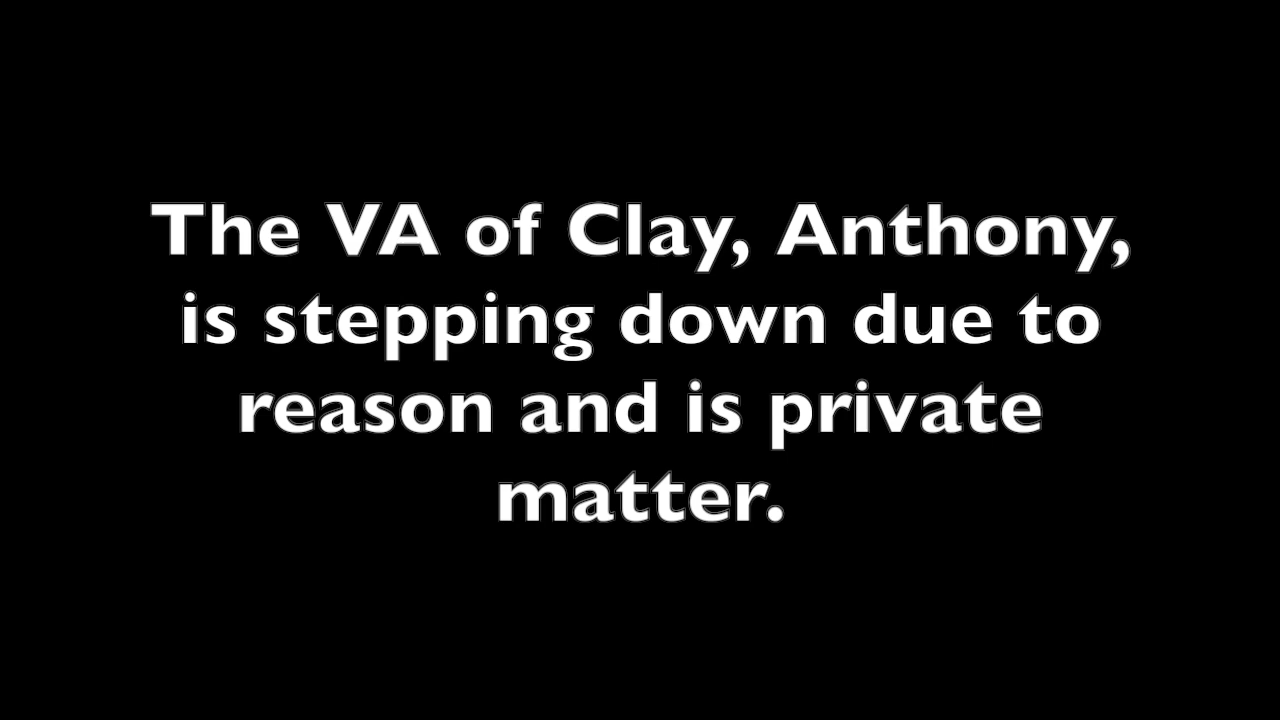 The VA of Clay, Anthony,
is stepping down due to
reason and is private
matter.